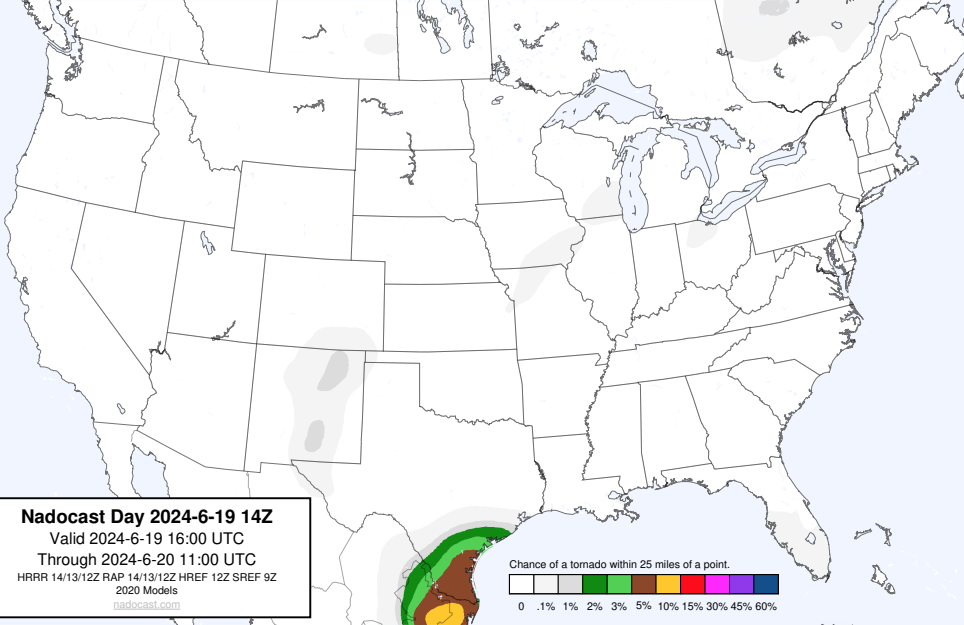 Nadocast Day 2024-6-19 14Z
Valid 2024-6-19 16:00 UTC
Through 2024-6-20 11:00 UTC
HRRR 14/13/12Z RAP 14/13/12Z HREF 12Z SREF 9Z
2020 Models
nadocast.com
Chance of a tornado within 25 miles of a point.
0 .1% 1% 2% 3% 5% 10% 15% 30% 45% 60%